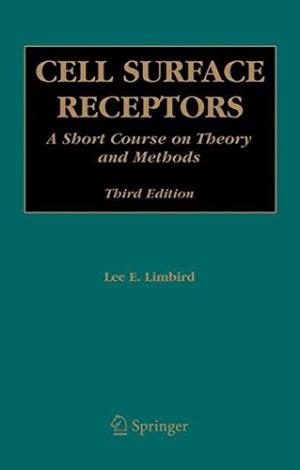 CELL SURFACE
RECEPTORS
A Short Course on Theory
and Methods
Third Edition
Lee E. Limbird
Springer